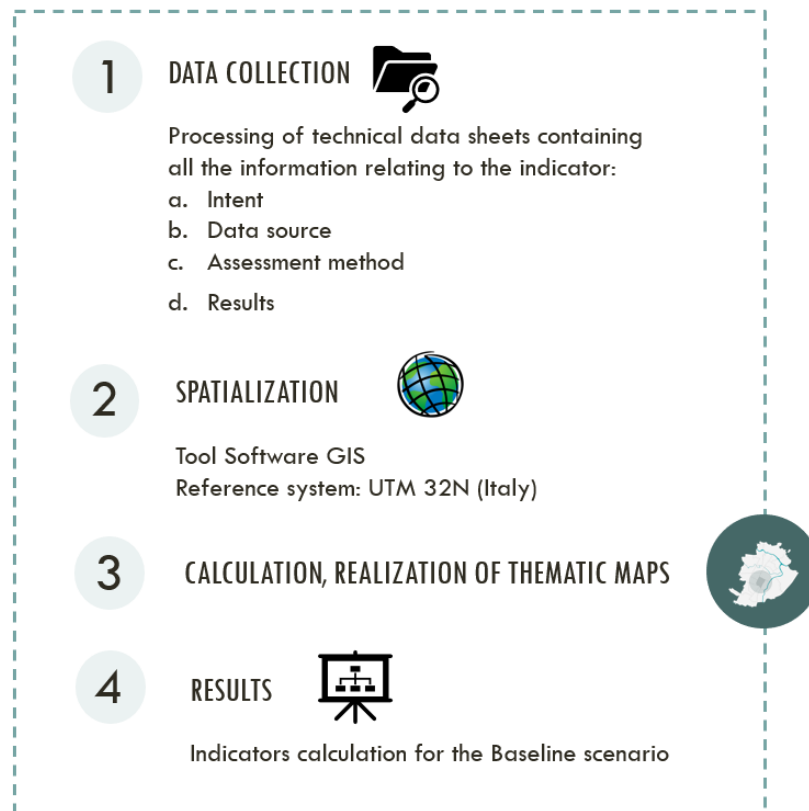 1
DATA COLLECTION
Processing of technical data sheets containing
all the information relating to the indicator:
a. Intent
b. Data source
c. Assessment method
d. Results
2
SPATIALIZATION
Tool Software GIS
Reference system: UTM 32N (Italy)
3
CALCULATION, REALIZATION OF THEMATIC MAPS
4
RESULTS
Indicators calculation for the Baseline scenario